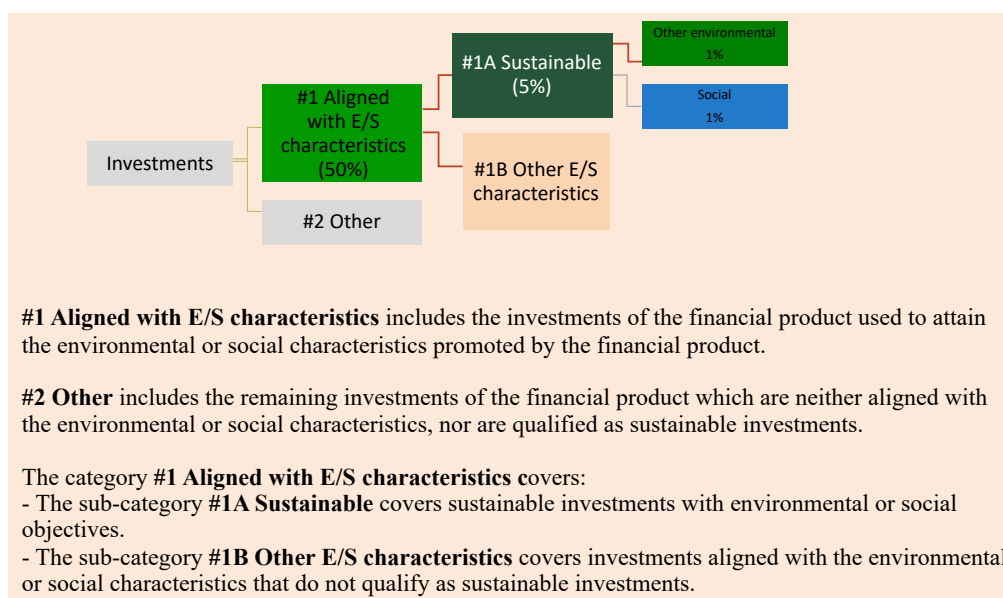 Other environmental
1%
#1A Sustainable
(5%)
Social
1%
#1 Aligned
with E/S
characteristics
(50%)
Investments
#1B Other E/S
characteristics
#2 Other
#1 Aligned with E/S characteristics includes the investments of the financial product used to attain
the environmental or social characteristics promoted by the financial product.
#2 Other includes the remaining investments of the financial product which are neither aligned with
the environmental or social characteristics, nor are qualified as sustainable investments.
The category #1 Aligned with E/S characteristics covers:
- The sub-category #1A Sustainable covers sustainable investments with environmental or social
objectives.
- The sub-category #1B Other E/S characteristics covers investments aligned with the environmental
or social characteristics that do not qualify as sustainable investments.